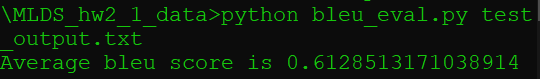 \MLDS_hw2_1_data>python bleu_eval.py test
_output.txt
Average bleu score is 0.6128513171038914